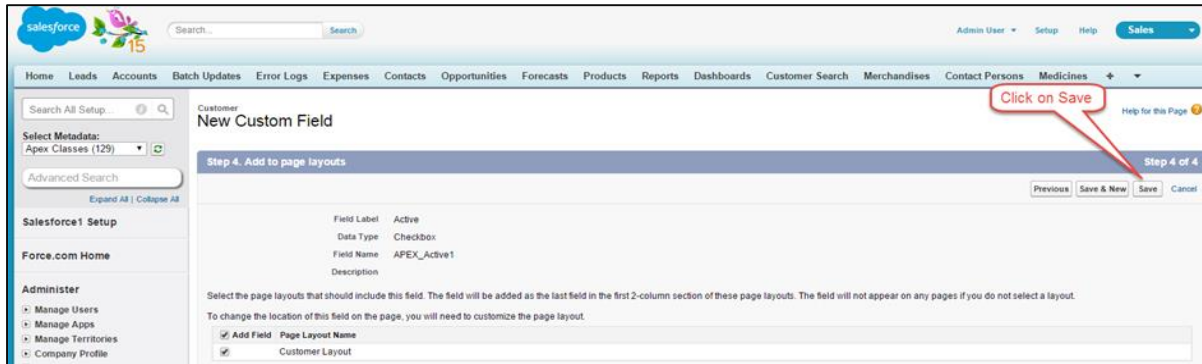 salesforce
15
Search...
Search
Admin User
Setup
Help
Sales
Home Leads Accounts Batch Updates Error Logs Expenses Contacts Opportunities Forecasts Products Reports Dashboards Customer Search Merchandises Contact Persons Medicines +
Search All Setup...
Select Metadata:
Apex Classes (129)
Advanced Search
Expand All | Collapse All
Salesforce1 Setup
Force.com Home
Administer
Manage Users
Manage Apps
Manage Territories
Company Profile
Customer
New Custom Field
Click on Save
Help for this Page
Step 4. Add to page layouts
Step 4 of 4
Previous Save & New Save Cancel
Field Label Active
Data Type Checkbox
Field Name APEX_Active1
Description
Select the page layouts that should include this field. The field will be added as the last field in the first 2-column section of these page layouts. The field will not appear on any pages if you do not select a layout.
To change the location of this field on the page, you will need to customize the page layout.
Add Field Page Layout Name
Customer Layout